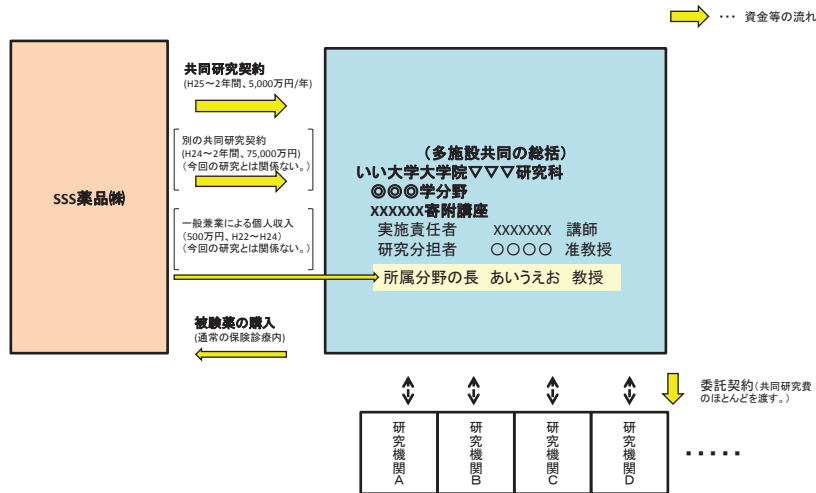 … 資金等の流れ
SSS薬品㈱
共同研究契約
(H25~2年間、5,000万円/年)
別の共同研究契約
(H24~2年間、75,000万円)
(今回の研究とは関係ない。)
一般兼業による個人収入
(500万円、H22~H24)
(今回の研究とは関係ない。)
被験薬の購入
(通常の保険診療内)
(多施設共同の総括)
いい大学大学院▽▽▽研究科
◎◎◎学分野
XXXXXX寄附講座
実施責任者 XXXXXXX 講師
研究分担者 〇〇〇〇 准教授
所属分野の長 あいうえお 教授
委託契約(共同研究費
のほとんどを渡す。)
研究機関A
研究機関B
研究機関C
研究機関D
・・・・・